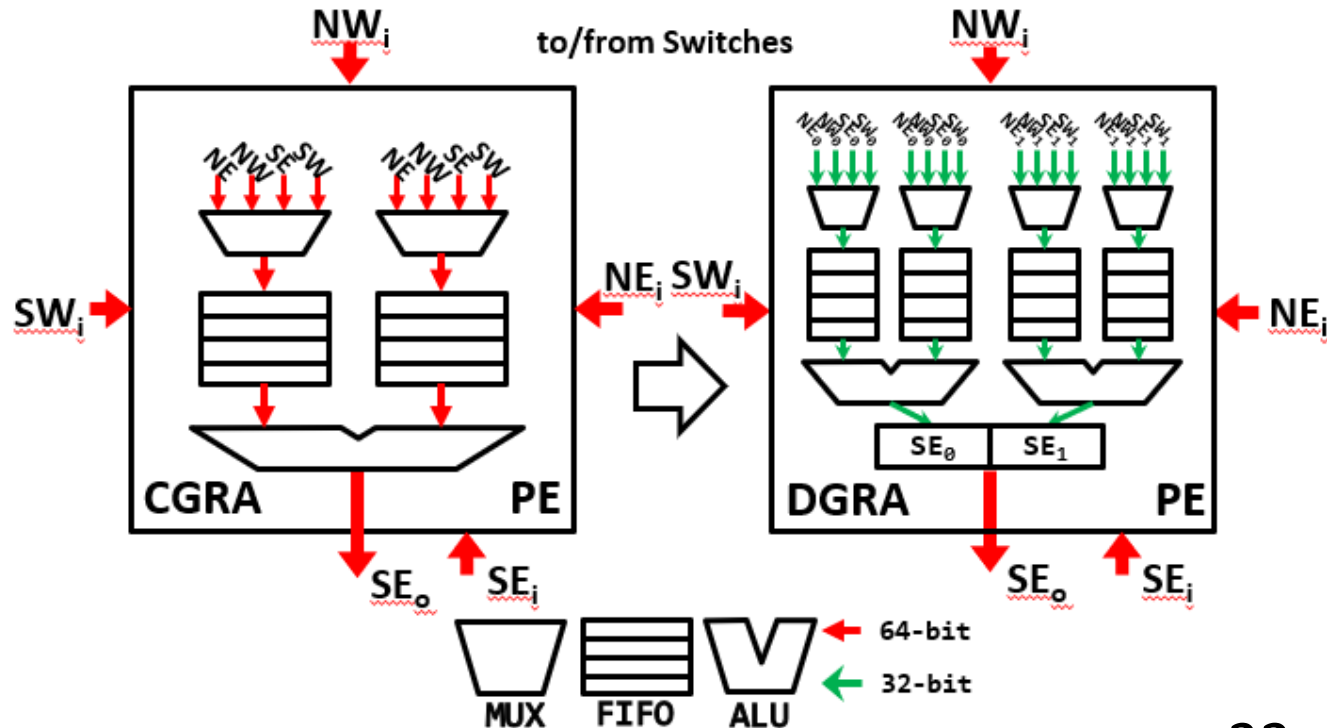 NWi
to/from Switches
NWi
NE NW SE SW
NE NW SE SW
NE0 NW0 SE0 SW0
NE0 NW0 SE0 SW0
NE1 NW1 SE1 SW1
NE1 NW1 SE1 SW1
SWi
NEi
SWi
NEi
SE0
SE1
CGRA
PE
DGRA
PE
SEo
SEi
SEo
SEi
64-bit
32-bit
MUX
FIFO
ALU